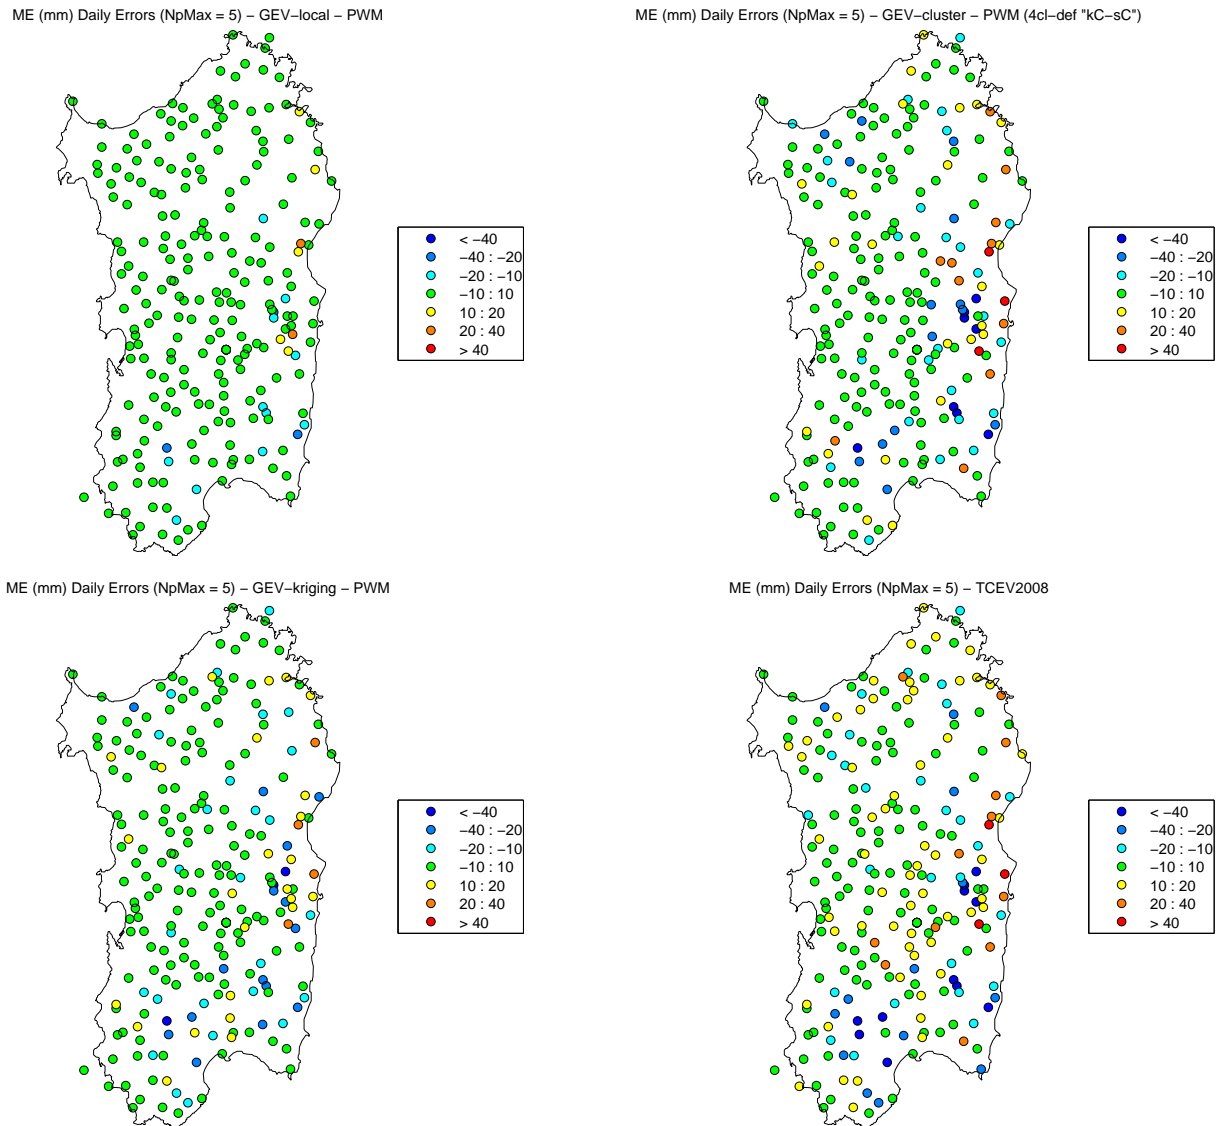 ME (mm) Daily Errors (NpMax = 5) − GEV−local − PWM
< −40
−40 : −20
−20 : −10
−10 : 10
10 : 20
20 : 40
> 40
ME (mm) Daily Errors (NpMax = 5) − GEV−cluster − PWM (4cl−def "kC−sC")
< −40
−40 : −20
−20 : −10
−10 : 10
10 : 20
20 : 40
> 40
ME (mm) Daily Errors (NpMax = 5) − GEV−kriging − PWM
< −40
−40 : −20
−20 : −10
−10 : 10
10 : 20
20 : 40
> 40
ME (mm) Daily Errors (NpMax = 5) − TCEV2008
< −40
−40 : −20
−20 : −10
−10 : 10
10 : 20
20 : 40
> 40